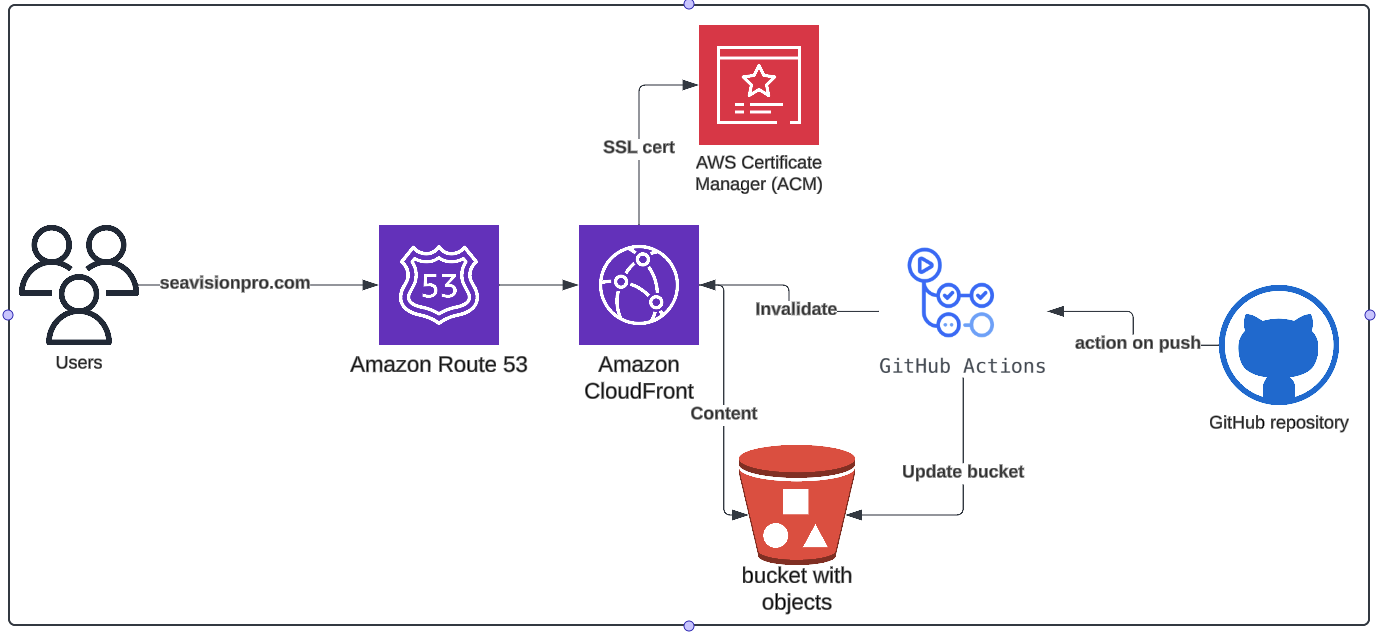 SSL cert
AWS Certificate
Manager (ACM)
seavisionpro.com
53
Users
Amazon Route 53
Amazon
CloudFront
Invalidate
GitHub Actions
action on push
GitHub repository
Content
Update bucket
bucket with
objects